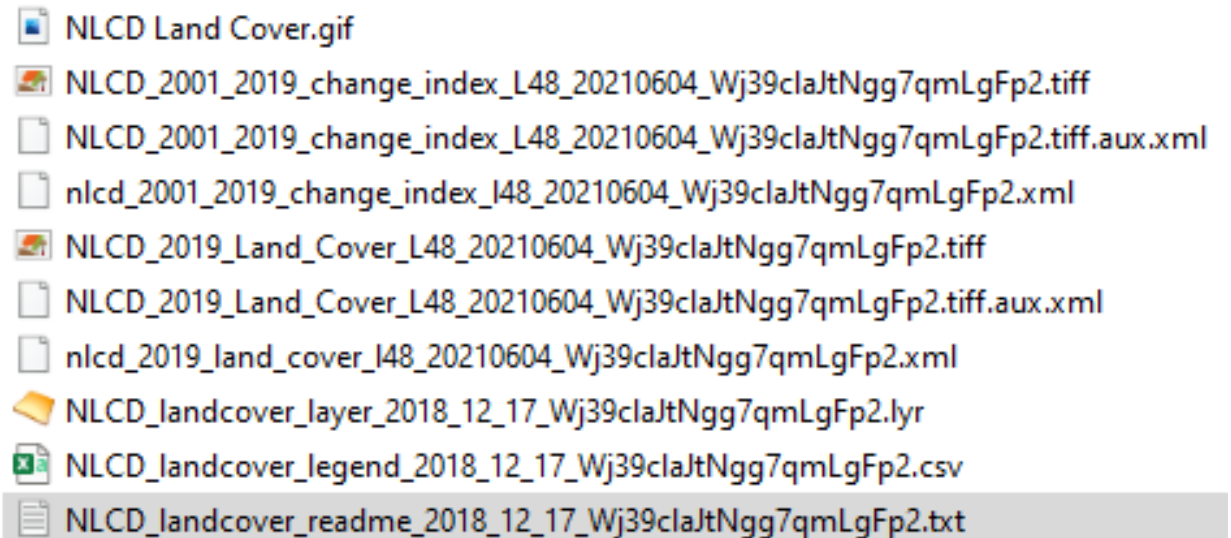 NLCD Land Cover.gif
NLCD_2001_2019_change_index_L48_20210604_Wj39claJtNgg7qmLgFp2.tiff
NLCD_2001_2019_change_index_L48_20210604_Wj39claJtNgg7qmLgFp2.tiff.aux.xml
nlcd_2001_2019_change_index_l48_20210604_Wj39claJtNgg7qmLgFp2.xml
NLCD_2019_Land_Cover_L48_20210604_Wj39claJtNgg7qmLgFp2.tiff
NLCD_2019_Land_Cover_L48_20210604_Wj39claJtNgg7qmLgFp2.tiff.aux.xml
nlcd_2019_land_cover_l48_20210604_Wj39claJtNgg7qmLgFp2.xml
NLCD_landcover_layer_2018_12_17_Wj39claJtNgg7qmLgFp2.lyr
NLCD_landcover_legend_2018_12_17_Wj39claJtNgg7qmLgFp2.csv
NLCD_landcover_readme_2018_12_17_Wj39claJtNgg7qmLgFp2.txt